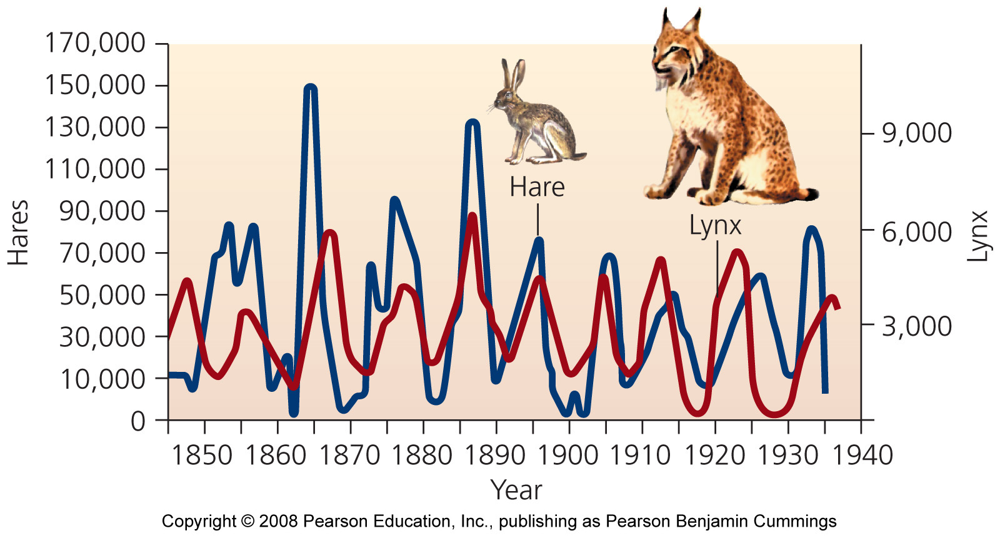 170,000
150,000
130,000
110,000
90,000
70,000
50,000
30,000
10,000
0
Hares
Hare
Lynx
9,000
6,000
3,000
Lynx
1850 1860 1870 1880 1890 1900 1910 1920 1930 1940
Year
Copyright © 2008 Pearson Education, Inc., publishing as Pearson Benjamin Cummings